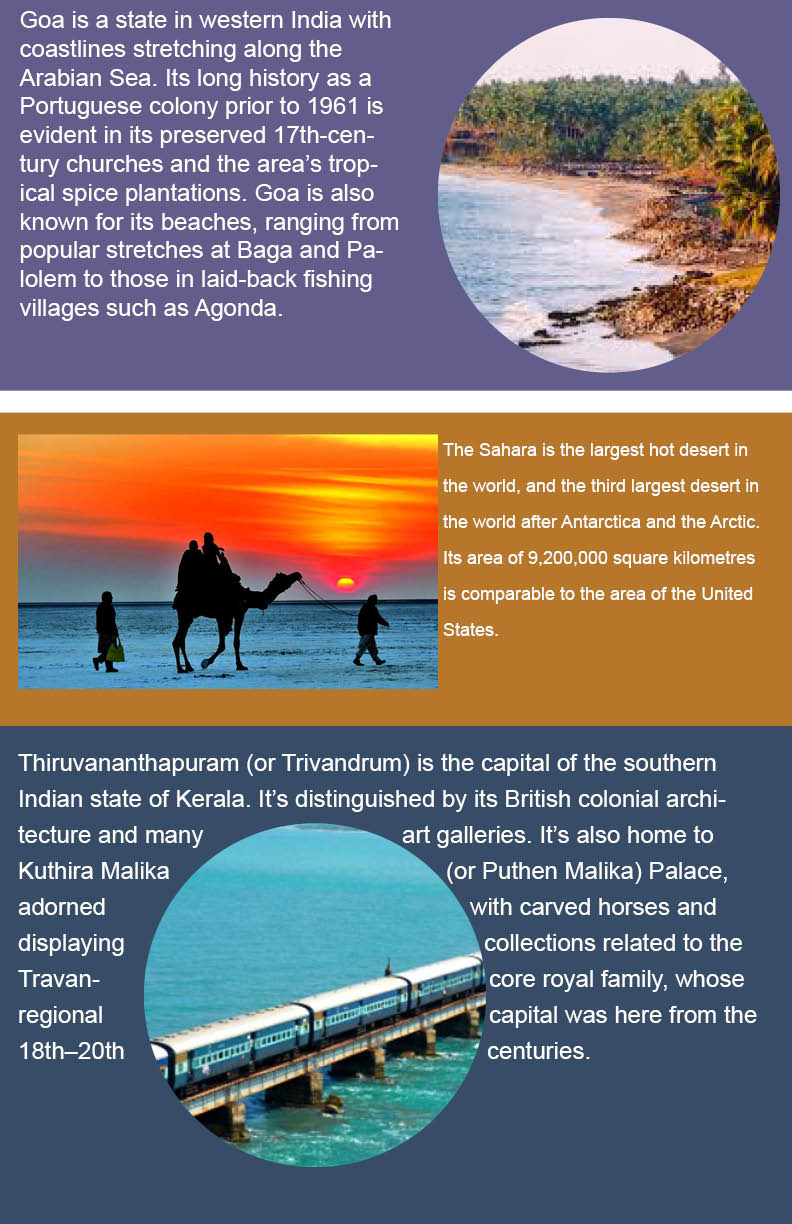 Goa is a state in western India with
coastlines stretching along the
Arabian Sea. Its long history as a
Portuguese colony prior to 1961 is
evident in its preserved 17th-cen-
tury churches and the area’s trop-
ical spice plantations. Goa is also
known for its beaches, ranging from
popular stretches at Baga and Pa-
lolem to those in laid-back fishing
villages such as Agonda.
The Sahara is the largest hot desert in
the world, and the third largest desert in
the world after Antarctica and the Arctic.
Its area of 9,200,000 square kilometres
is comparable to the area of the United
States.
Thiruvananthapuram (or Trivandrum) is the capital of the southern
Indian state of Kerala. It’s distinguished by its British colonial archi-
tecture and many art galleries. It’s also home to
Kuthira Malika (or Puthen Malika) Palace,
adorned with carved horses and
displaying collections related to the
Travan- core royal family, whose
regional capital was here from the
18th–20th centuries.